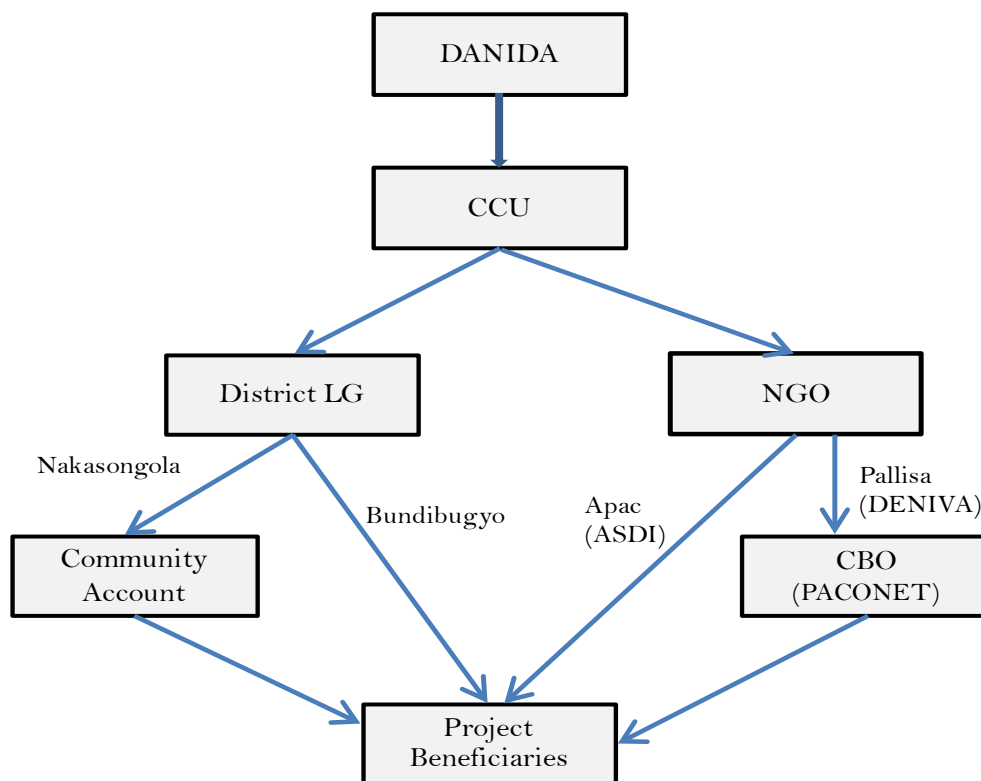 DANIDA
CCU
District LG
NGO
Nakasongola
Bundibugyo
Apac
(ASDI)
Pallisa
(DENIVA)
Community
Account
CBO
(PACONET)
Project
Beneficiaries